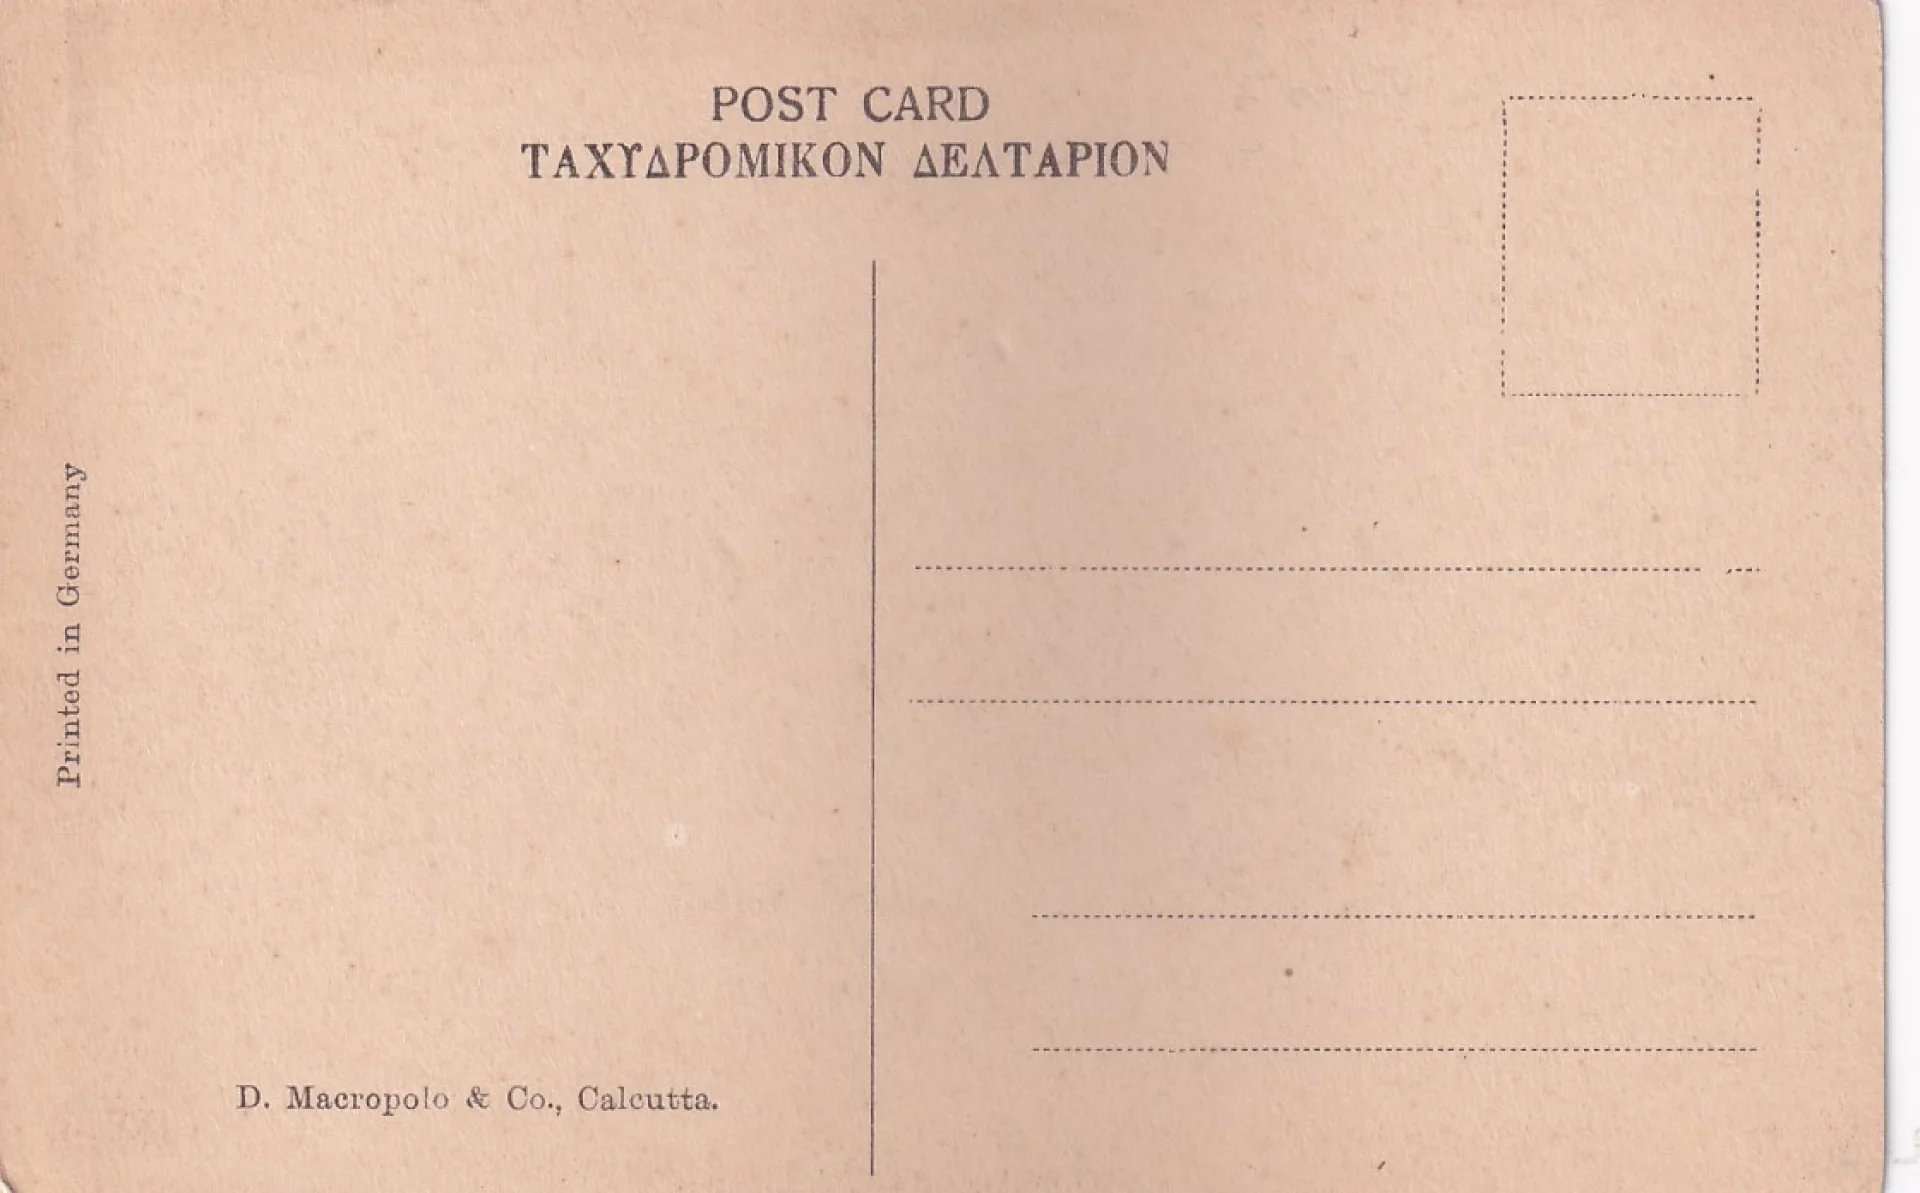 POST CARD
ΤΑΧΥΔΡΟΜΙΚΟΝ ΔΕΛΤΑΡΙΟΝ
Printed in Germany
D. Macropolo & Co., Calcutta.